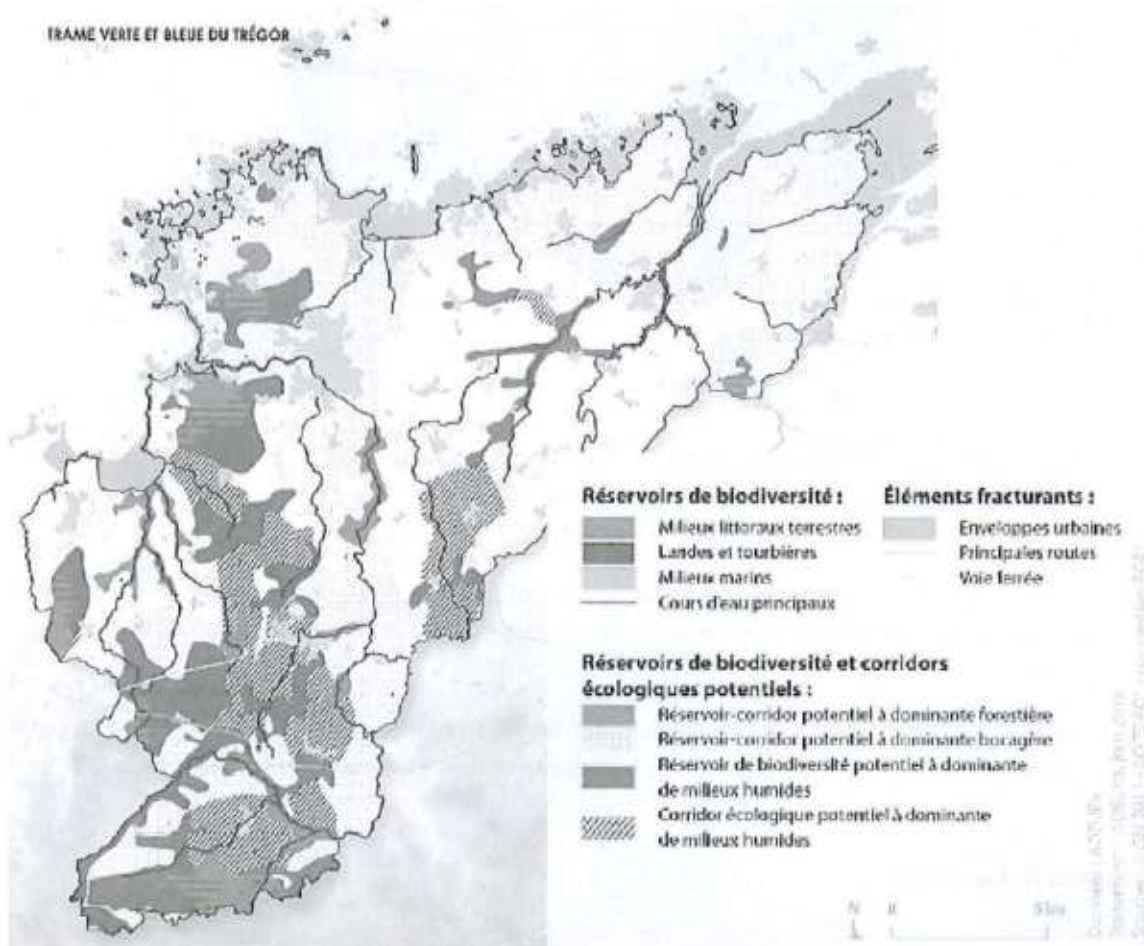 TRAME VERTE ET BLEUE DU TRÉGOR
Réservoirs de biodiversité :
Milieux littoraux terrestres
Landes et tourbières
Milieux marins
Cours d'eau principaux
Éléments fracturants :
Enveloppes urbaines
Principales routes
Voie ferrée
Réservoirs de biodiversité et corridors
écologiques potentiels :
Réservoir-corridor potentiel à dominante forestière
Réservoir-corridor potentiel à dominante bocagère
Réservoir de biodiversité potentiel à dominante
de milieux humides
Corridor écologique potentiel à dominante
de milieux humides
N 0